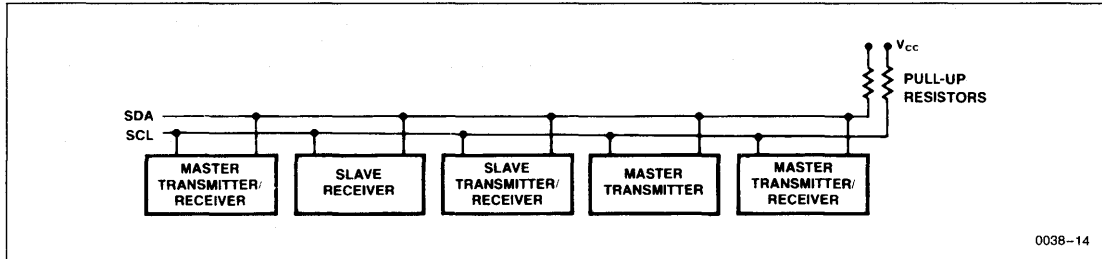 V_CC
PULL-UP
RESISTORS
SDA
SCL
MASTER
TRANSMITTER/
RECEIVER
SLAVE
RECEIVER
SLAVE
TRANSMITTER/
RECEIVER
MASTER
TRANSMITTER
MASTER
TRANSMITTER/
RECEIVER
0038–14